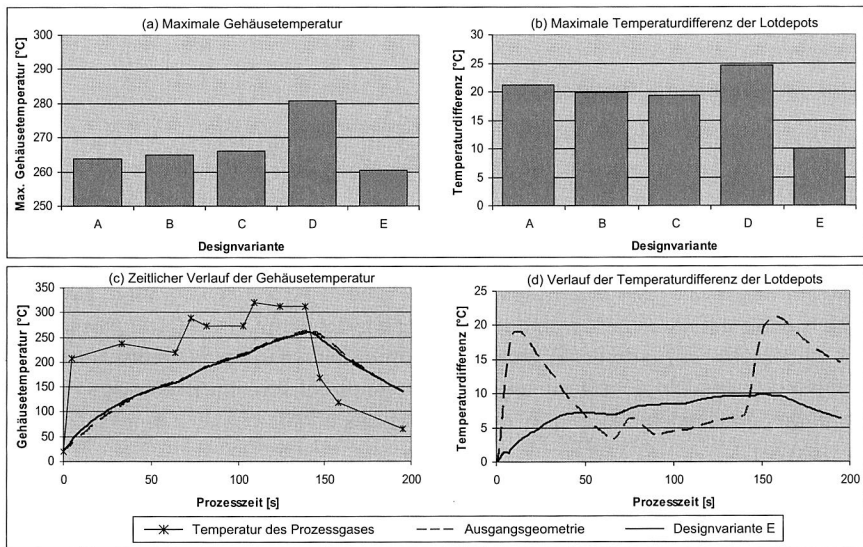 (a) Maximale Gehäusetemperatur
Max. Gehäusetemperatur [°C]
300
290
280
270
260
250
A B C D E
Designvariante
(b) Maximale Temperaturdifferenz der Lotdepots
Temperaturdifferenz [°C]
30
25
20
15
10
5
0
A B C D E
Designvariante
(c) Zeitlicher Verlauf der Gehäusetemperatur
Gehäusetemperatur [°C]
350
300
250
200
150
100
50
0
0 50 100 150 200
Prozesszeit [s]
(d) Verlauf der Temperaturdifferenz der Lotdepots
Temperaturdifferenz [°C]
25
20
15
10
5
0
0 50 100 150 200
Prozesszeit [s]
Temperatur des Prozessgases Ausgangsgeometrie Designvariante E